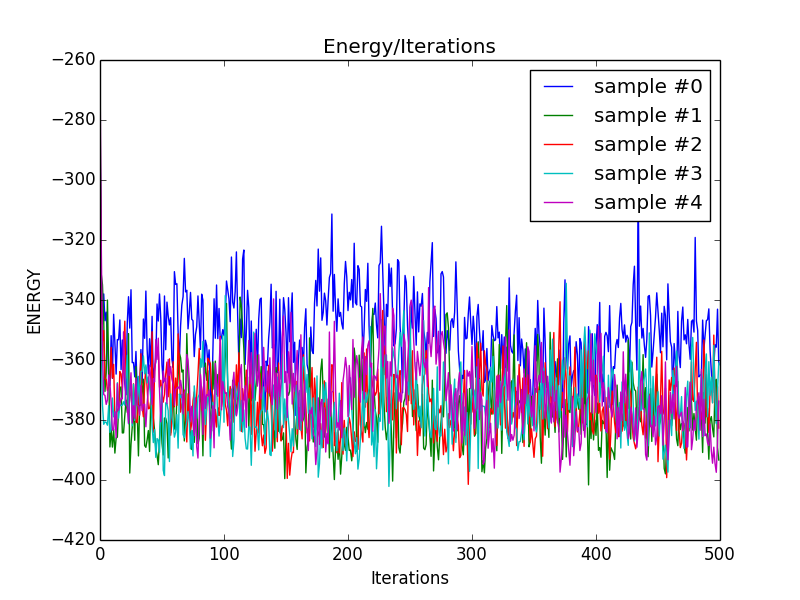 Energy/Iterations
ENERGY
−260
−280
−300
−320
−340
−360
−380
−400
−420
0 100 200 300 400 500
Iterations
sample #0
sample #1
sample #2
sample #3
sample #4